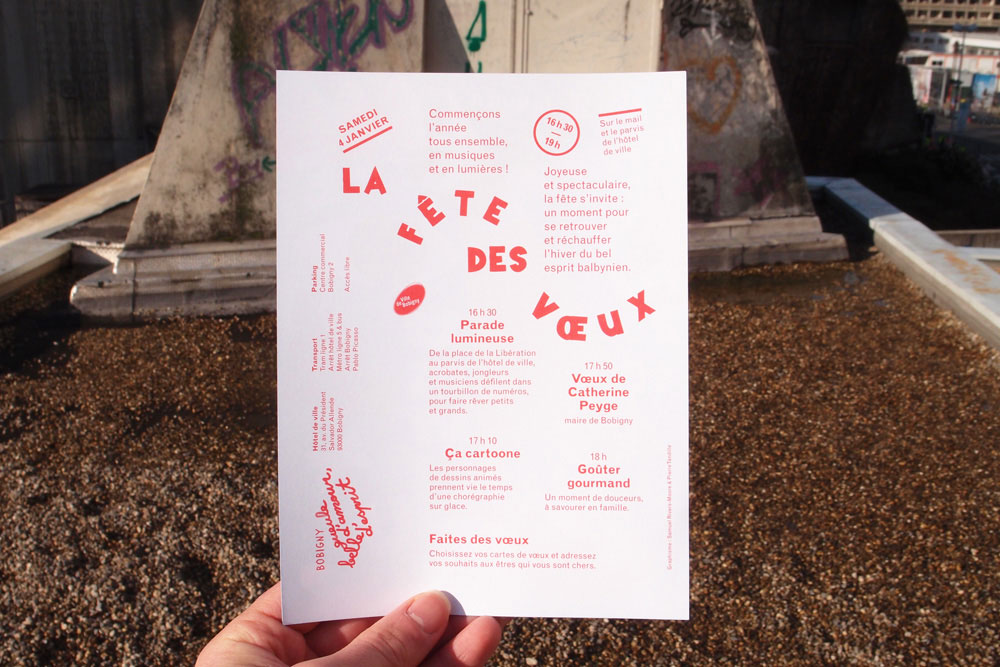 SAMEDI
4 JANVIER
Commençons
l'année
tous ensemble,
en musiques
et en lumières !
16 h 30
—
19 h
Sur le mail
et le parvis
de l'hôtel
de ville
LA
FÊTE
DES
VŒUX
Joyeuse
et spectaculaire,
la fête s'invite :
un moment pour
se retrouver
et réchauffer
l'hiver du bel
esprit balbynien.
Parking
Centre commercial
Bobigny 2
Accès libre
Ville
de Bobigny
16 h 30
Parade
lumineuse
De la place de la Libération
au parvis de l'hôtel de ville,
acrobates, jongleurs
et musiciens défilent dans
un tourbillon de numéros,
pour faire rêver petits
et grands.
Transport
Tram ligne 1
Arrêt hôtel de ville
Métro ligne 5 & bus
Arrêt Bobigny
Pablo Picasso
17 h 50
Vœux de
Catherine
Peyge
maire de Bobigny
Hôtel de ville
31, av. du Président
Salvador Allende
93000 Bobigny
17 h 10
Ça cartoone
Les personnages
de dessins animés
prennent vie le temps
d'une chorégraphie
sur glace.
18 h
Goûter
gourmand
Un moment de douceurs,
à savourer en famille.
BOBIGNY
gueule
d'amour,
belle d'esprit
Faites des vœux
Choisissez vos cartes de vœux et adressez
vos souhaits aux êtres qui vous sont chers.
Graphisme : Samuel Rivers-Moore & Pierre Tandille